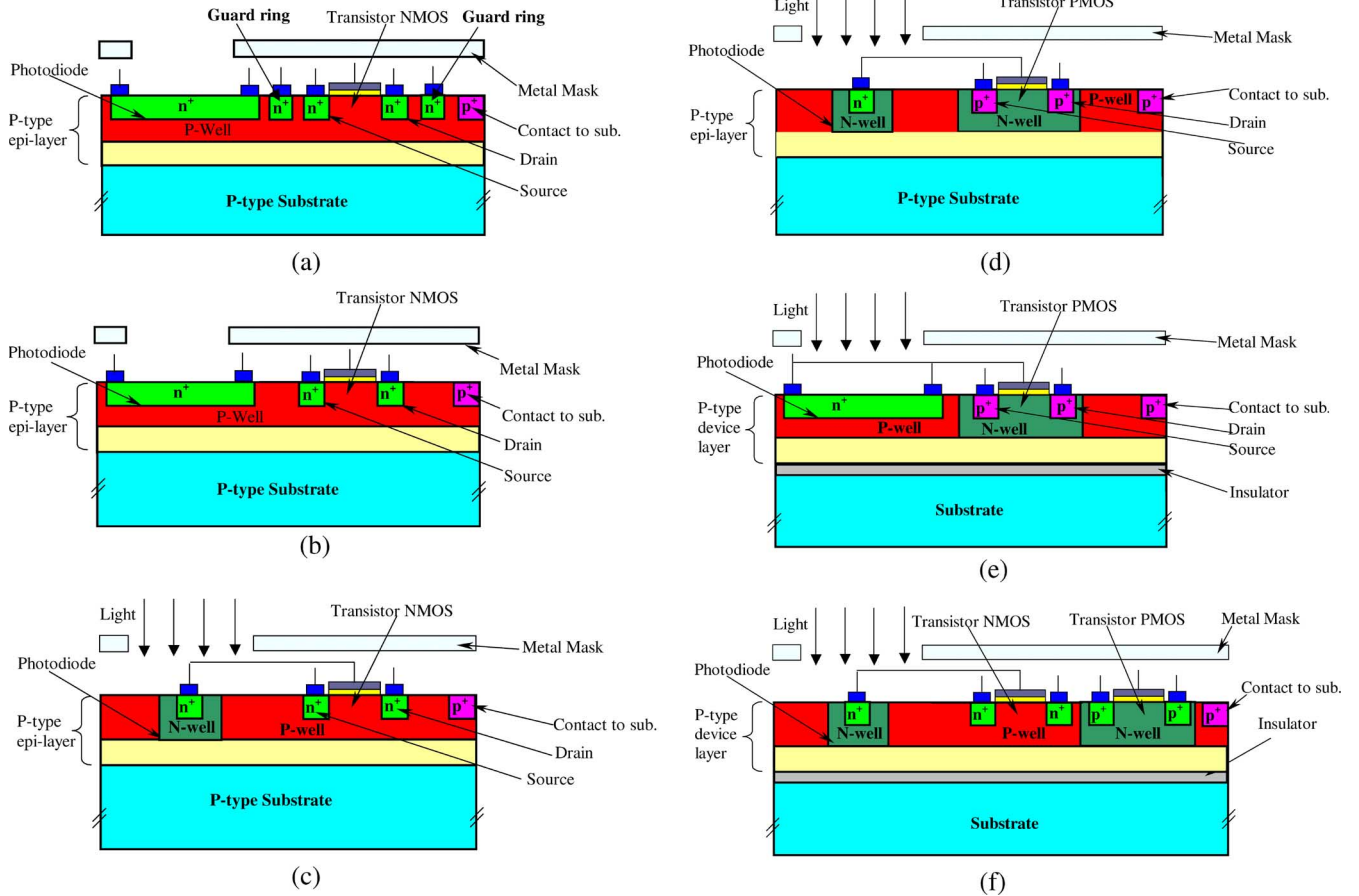 Guard ring
Transistor NMOS
Guard ring
Photodiode
Metal Mask
n+
n+
n+
n+
n+
p+
P-type
epi-layer
P-Well
Contact to sub.
Drain
Source
P-type Substrate
(a)
Transistor NMOS
Photodiode
Metal Mask
n+
n+
n+
p+
P-type
epi-layer
P-Well
Contact to sub.
Drain
Source
P-type Substrate
(b)
Light
Transistor NMOS
Metal Mask
Photodiode
n+
n+
n+
p+
P-type
epi-layer
N-well
P-well
Contact to sub.
Drain
Source
P-type Substrate
(c)
Light
Transistor PMOS
Metal Mask
Photodiode
n+
p+
p+
P-well
p+
Contact to sub.
P-type
epi-layer
N-well
N-well
Drain
Source
P-type Substrate
(d)
Light
Transistor PMOS
Metal Mask
Photodiode
n+
p+
p+
p+
Contact to sub.
P-type
device
layer
P-well
N-well
Drain
Source
Insulator
Substrate
(e)
Light
Transistor NMOS
Transistor PMOS
Metal Mask
Photodiode
n+
n+
n+
p+
p+
p+
Contact to sub.
P-type
device
layer
N-well
P-well
N-well
Insulator
Substrate
(f)